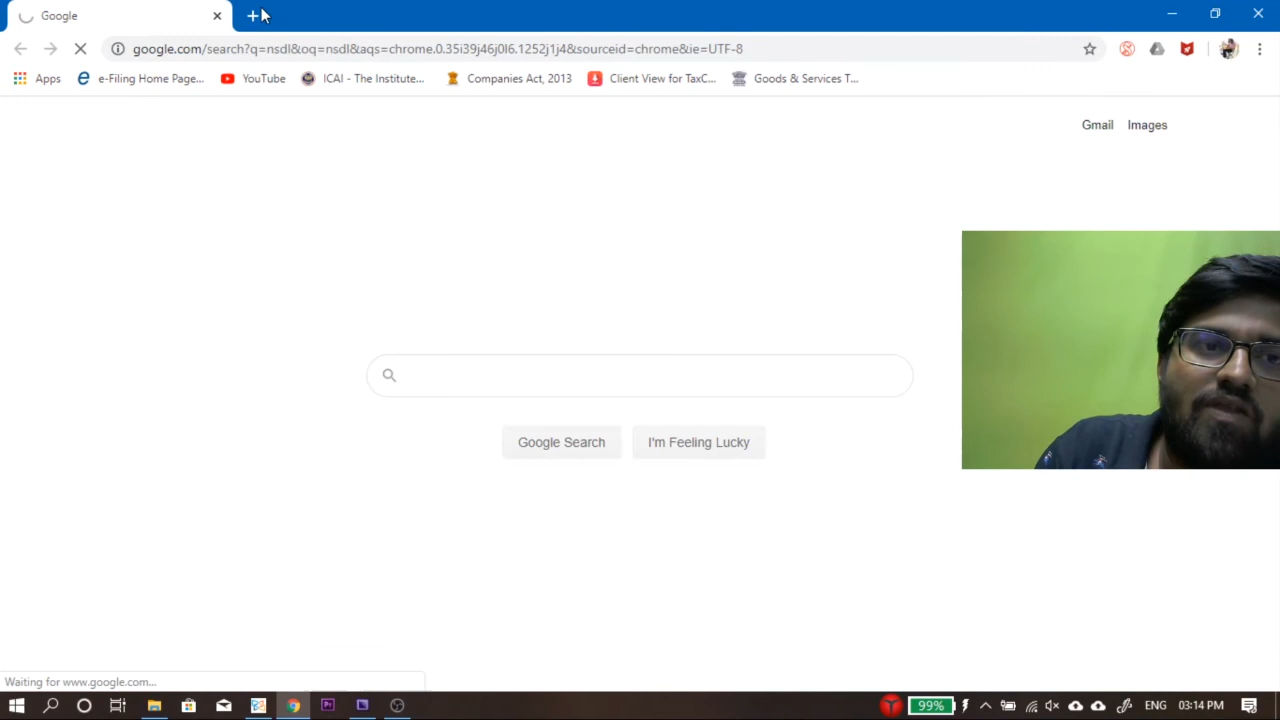 Google
google.com/search?q=nsdl&oq=nsdl&aqs=chrome.0.35i39j46j0l6.1252j1j4&sourceid=chrome&ie=UTF-8
Apps e-Filing Home Page... YouTube ICAI - The Institute... Companies Act, 2013 Client View for TaxC... Goods & Services T...
Gmail Images
Google Search I'm Feeling Lucky
Waiting for www.google.com...
99% ENG 03:14 PM